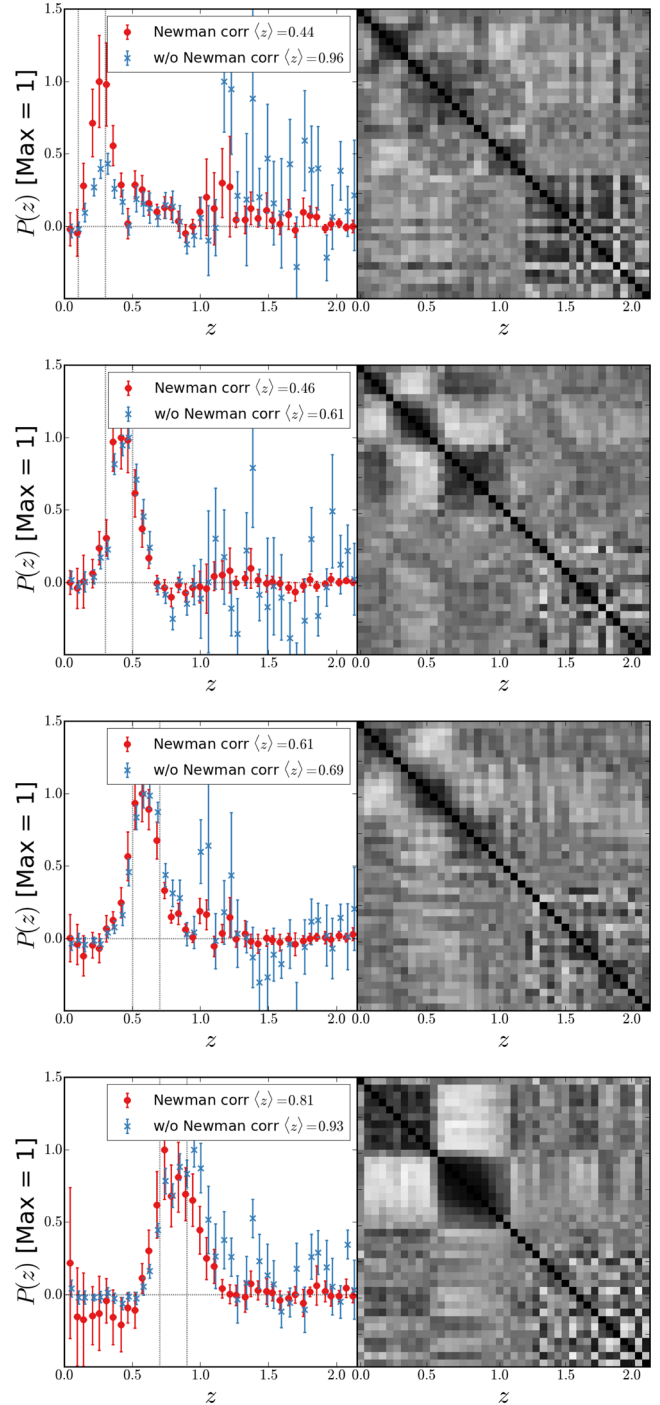 1.5
Newman corr ⟨z⟩=0.44
w/o Newman corr ⟨z⟩=0.96
1.0
0.5
0.0
P(z) [Max = 1]
0.0 0.5 1.0 1.5 2.0 0.0 0.5 1.0 1.5 2.0
z z
1.5
Newman corr ⟨z⟩=0.46
w/o Newman corr ⟨z⟩=0.61
1.0
0.5
0.0
P(z) [Max = 1]
0.0 0.5 1.0 1.5 2.0 0.0 0.5 1.0 1.5 2.0
z z
1.5
Newman corr ⟨z⟩=0.61
w/o Newman corr ⟨z⟩=0.69
1.0
0.5
0.0
P(z) [Max = 1]
0.0 0.5 1.0 1.5 2.0 0.0 0.5 1.0 1.5 2.0
z z
1.5
Newman corr ⟨z⟩=0.81
w/o Newman corr ⟨z⟩=0.93
1.0
0.5
0.0
P(z) [Max = 1]
0.0 0.5 1.0 1.5 2.0 0.0 0.5 1.0 1.5 2.0
z z